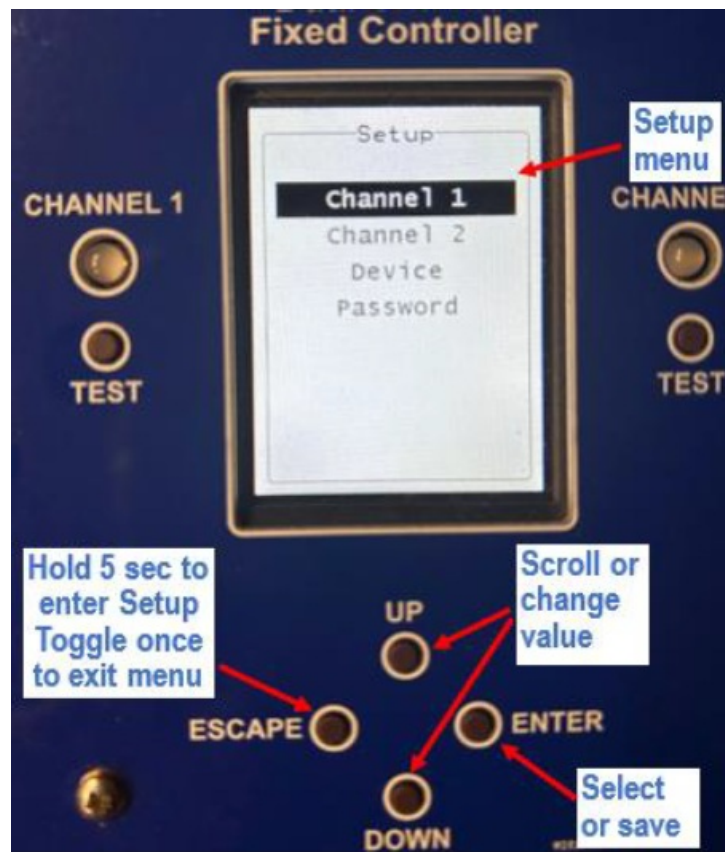 Fixed Controller
Setup
Setup
menu
CHANNEL 1
CHANNE
Channel 1
Channel 2
Device
Password
TEST
TEST
Hold 5 sec to
enter Setup
Toggle once
to exit menu
Scroll or
change
value
UP
ESCAPE
ENTER
DOWN
Select
or save